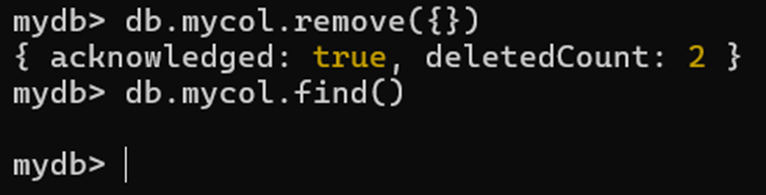 mydb> db.mycol.remove({})
{ acknowledged: true, deletedCount: 2 }
mydb> db.mycol.find()
mydb>